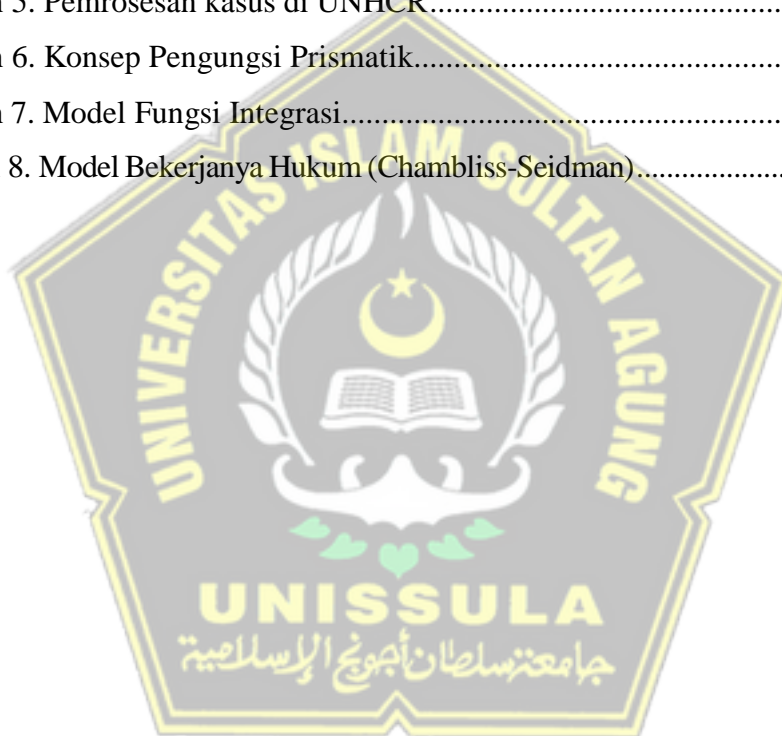 n 5. Pemrosesan kasus di UNHCR...........................................
n 6. Konsep Pengungsi Prismatik.............................................
n 7. Model Fungsi Integrasi......................................................
8. Model Bekerjanya Hukum (Chambliss-Seidman)...................
UNIVERSITAS ISLAM SULTAN AGUNG
UNISSULA
جامعة سلطان أجونج الإسلامية